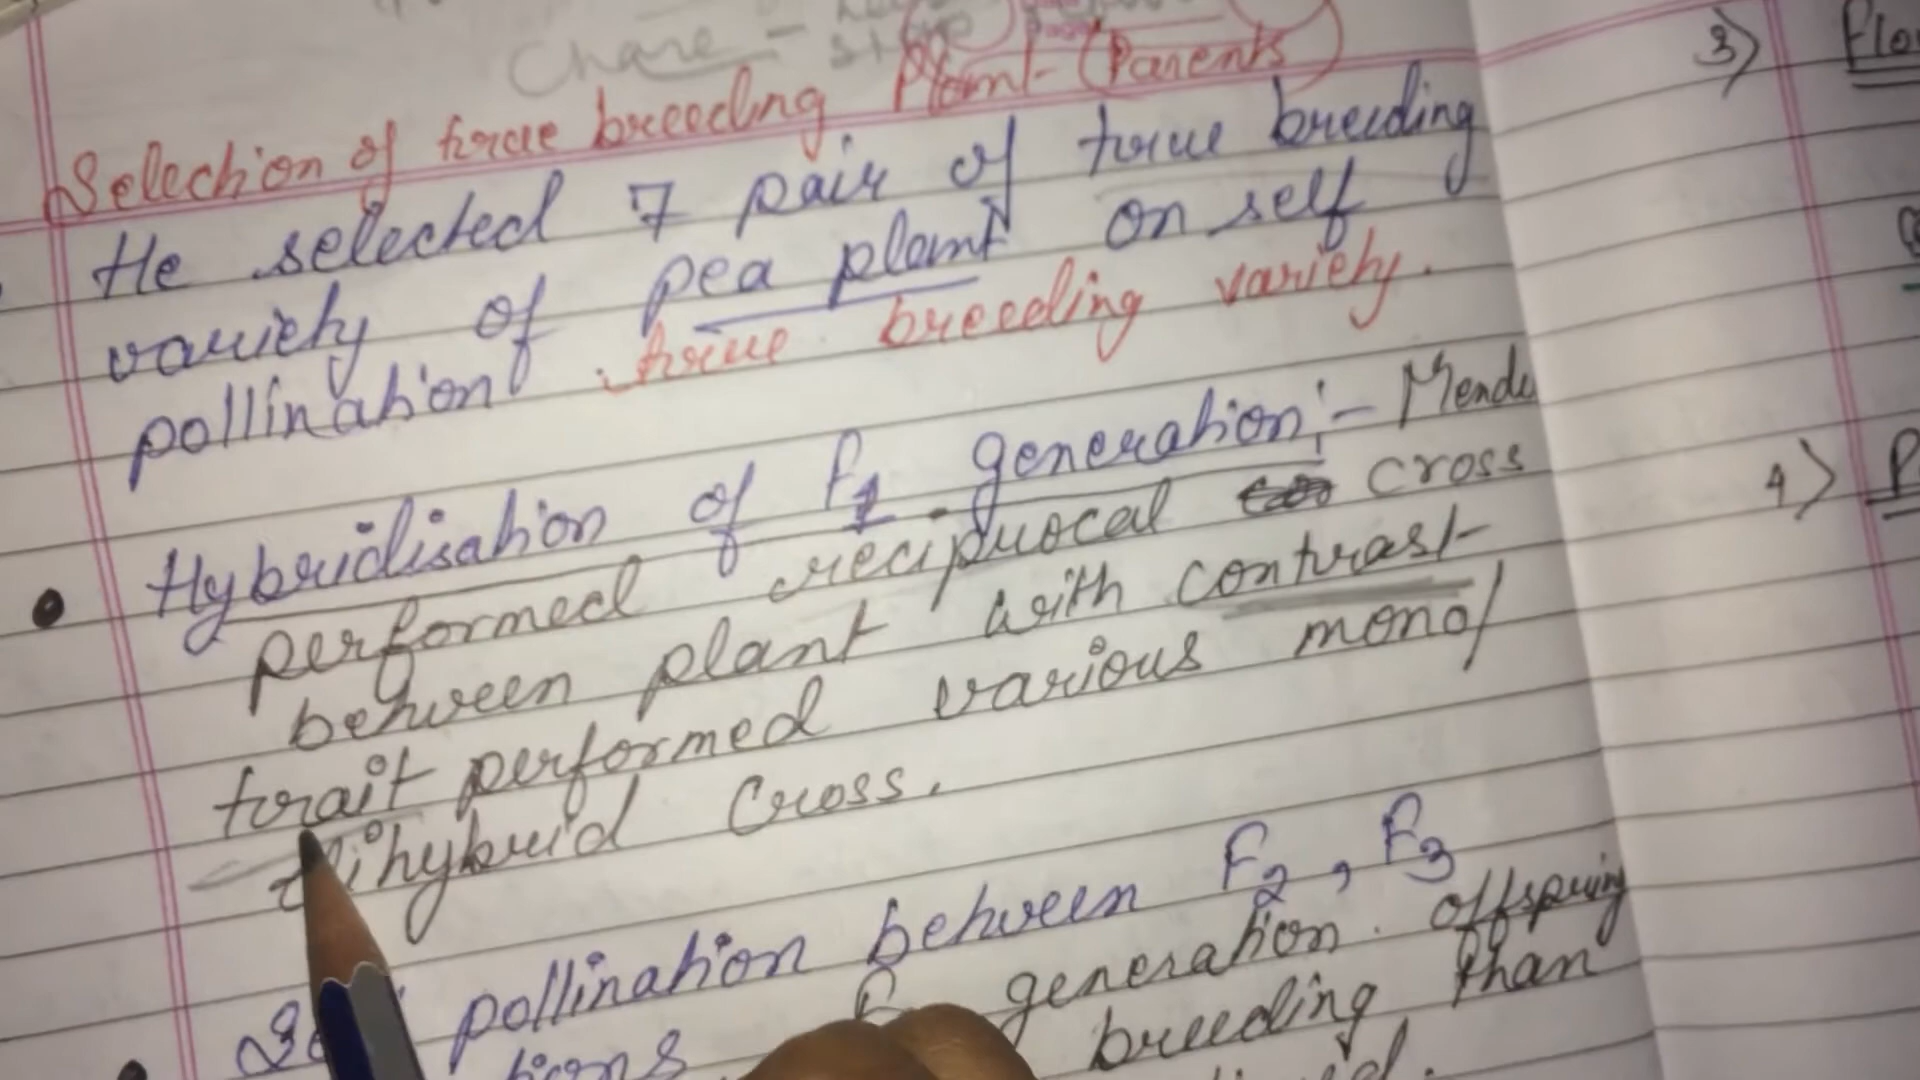 Chare -
Selection of true breeding Plant (Parents)
He selected 7 pair of true breeding
variety of pea plant on self
pollination. true breeding variety.
Hybridisation of F1 generation :- Mende
performed reciprocal cross
between plant with contrast
trait performed various mono/
dihybrid Cross.
pollination between F2, F3
generation. offspring
breeding than
3)
4)